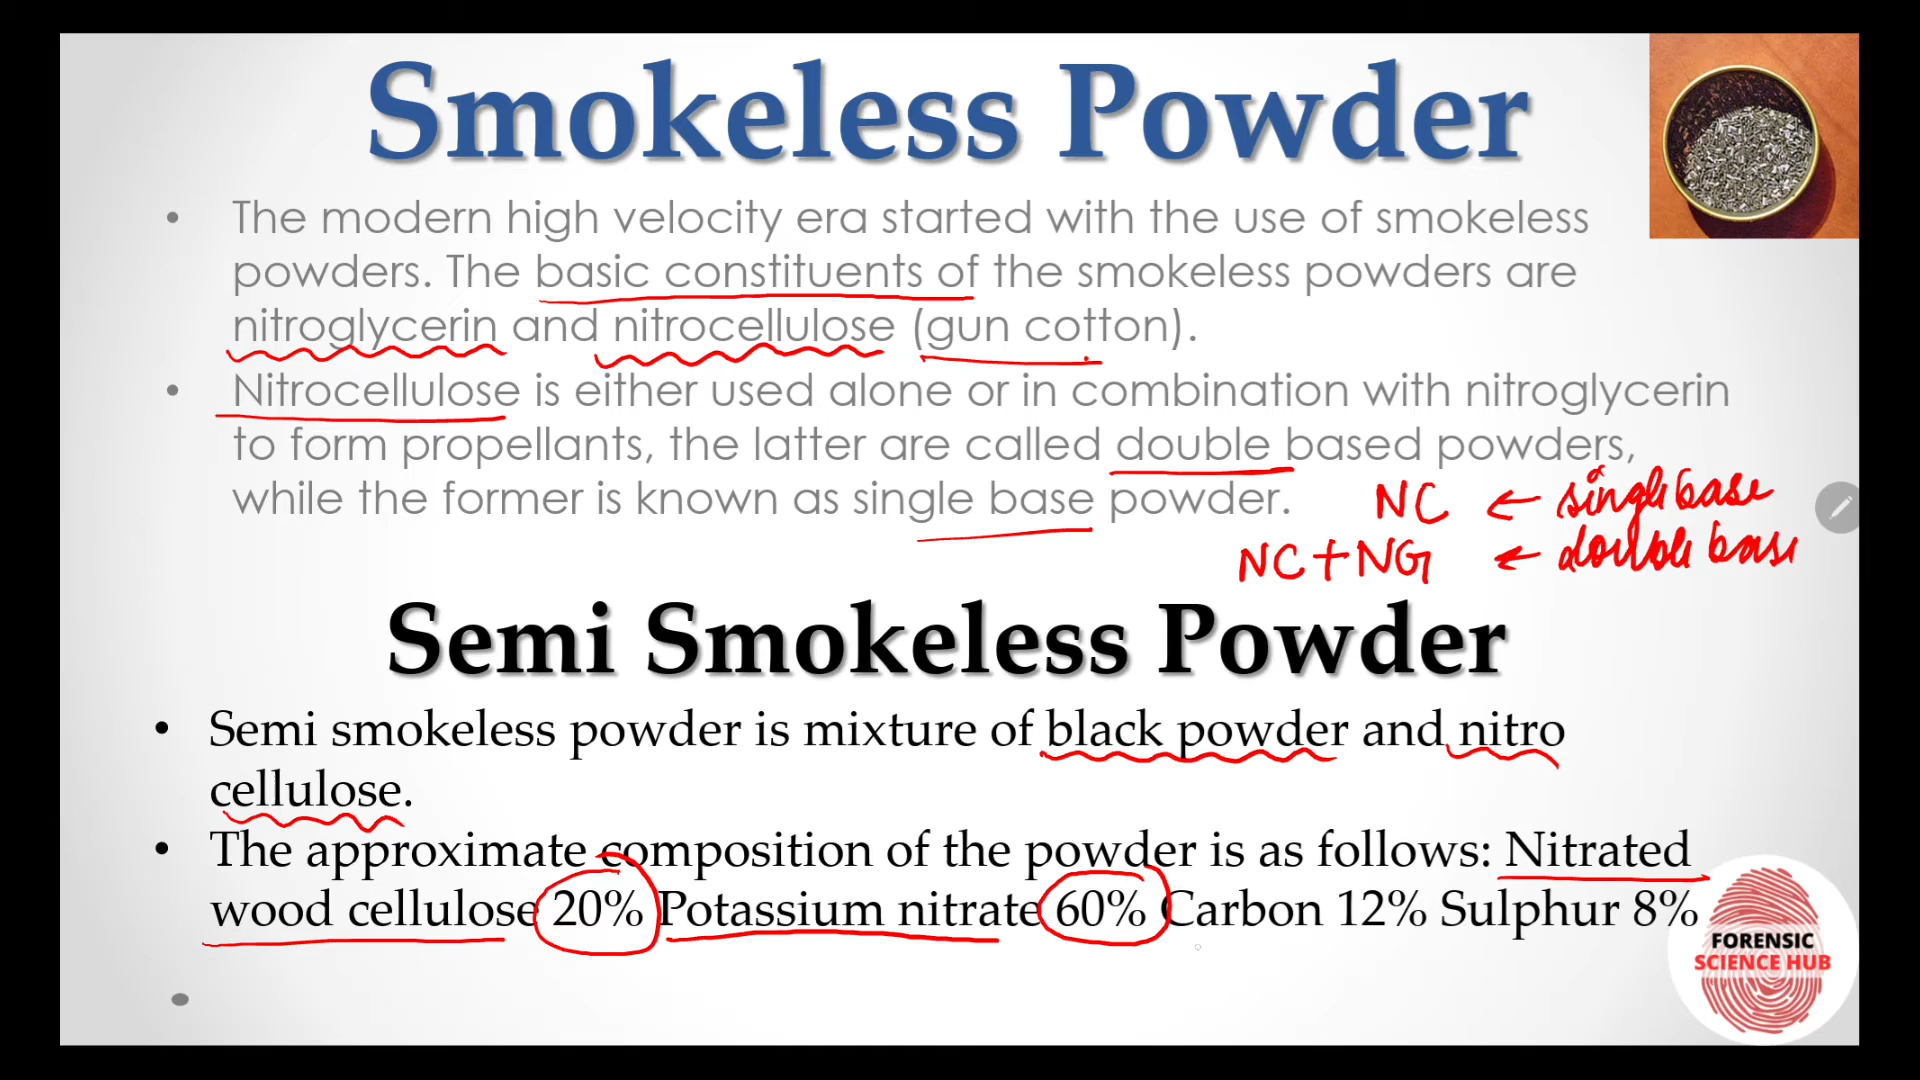 Smokeless Powder
• The modern high velocity era started with the use of smokeless
powders. The basic constituents of the smokeless powders are
nitroglycerin and nitrocellulose (gun cotton).
• Nitrocellulose is either used alone or in combination with nitroglycerin
to form propellants, the latter are called double based powders,
while the former is known as single base powder.
NC ← single base
NC + NG ← double base
Semi Smokeless Powder
• Semi smokeless powder is mixture of black powder and nitro
cellulose.
• The approximate composition of the powder is as follows: Nitrated
wood cellulose 20% Potassium nitrate 60% Carbon 12% Sulphur 8%
•
FORENSIC
SCIENCE HUB